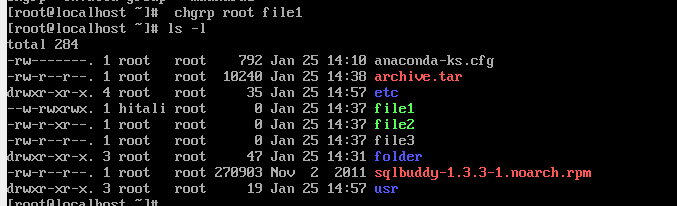 [root@localhost ~]#  chgrp root file1
[root@localhost ~]# ls -l
total 284
-rw-------. 1 root   root    792 Jan 25 14:10 anaconda-ks.cfg
-rw-r--r--. 1 root   root  10240 Jan 25 14:38 archive.tar
drwxr-xr-x. 4 root   root     35 Jan 25 14:57 etc
--w-rwxrwx. 1 hitali root      0 Jan 25 14:37 file1
-rw-r-xr--. 1 root   root      0 Jan 25 14:37 file2
-rw-r--r--. 1 root   root      0 Jan 25 14:37 file3
drwxr-xr-x. 3 root   root     47 Jan 25 14:31 folder
-rw-r--r--. 1 root   root 270903 Nov  2  2011 sqlbuddy-1.3.3-1.noarch.rpm
drwxr-xr-x. 3 root   root     19 Jan 25 14:57 usr
[root@localhost ~]#